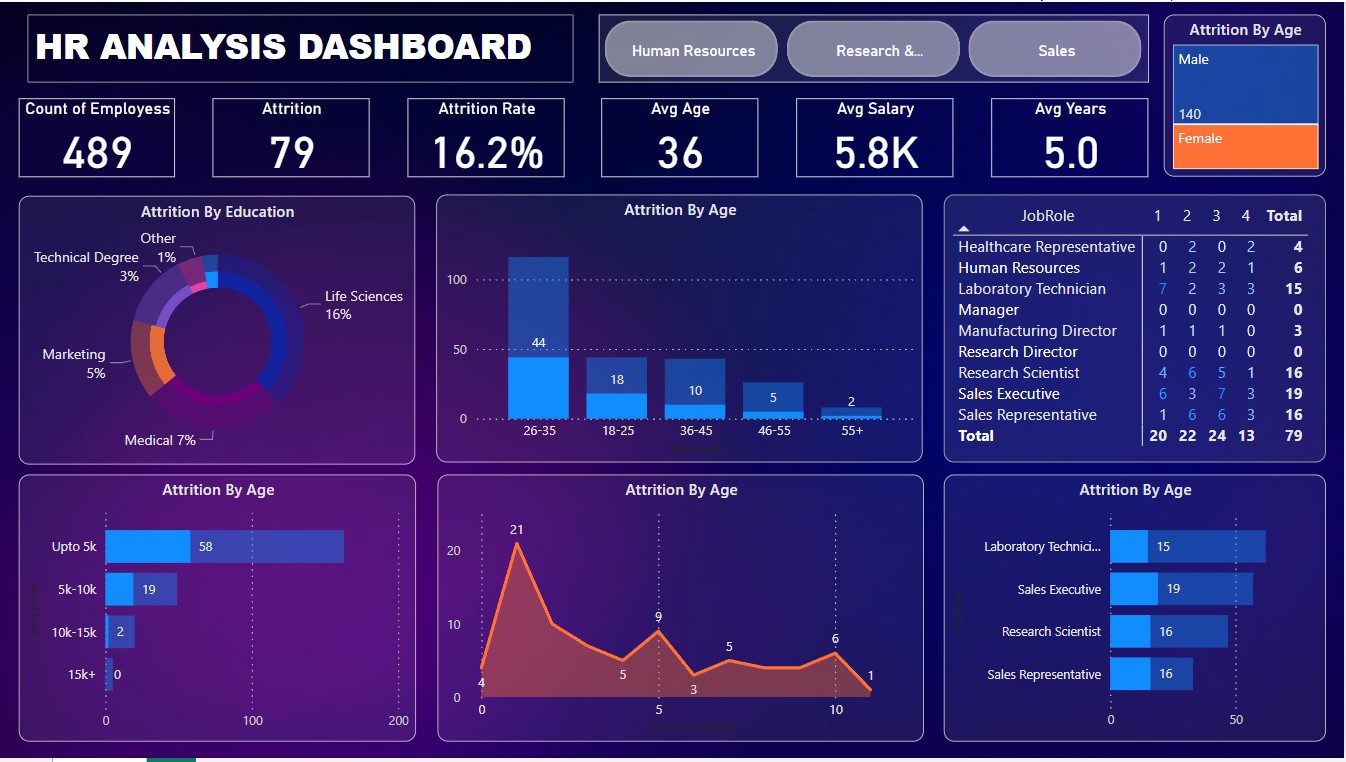 HR ANALYSIS DASHBOARD
Human Resources
Research &...
Sales
Attrition By Age
Male
140
Female
Count of Employess
489
Attrition
79
Attrition Rate
16.2%
Avg Age
36
Avg Salary
5.8K
Avg Years
5.0
Attrition By Education
Other
1%
Technical Degree
3%
Life Sciences
16%
Marketing
5%
Medical 7%
Attrition By Age
100
50
0
44
18
10
5
2
26-35
18-25
36-45
46-55
55+
JobRole 1 2 3 4 Total
Healthcare Representative 0 2 0 2 4
Human Resources 1 2 2 1 6
Laboratory Technician 7 2 3 3 15
Manager 0 0 0 0 0
Manufacturing Director 1 1 1 0 3
Research Director 0 0 0 0 0
Research Scientist 4 6 5 1 16
Sales Executive 6 3 7 3 19
Sales Representative 1 6 6 3 16
Total 20 22 24 13 79
Attrition By Age
Upto 5k 58
5k-10k 19
10k-15k 2
15k+ 0
0 100 200
Attrition By Age
20
10
0
21
4
5
9
3
5
6
1
0 5 10
Attrition By Age
Laboratory Technici... 15
Sales Executive 19
Research Scientist 16
Sales Representative 16
0 50